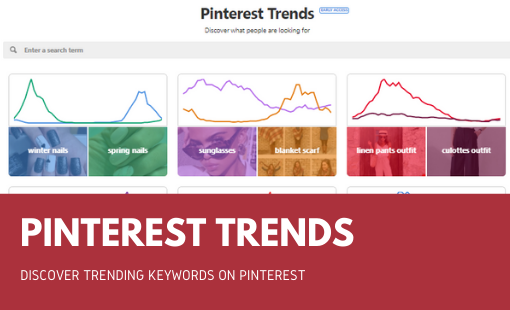 Pinterest Trends
Discover what people are looking for
Enter a search term
winter nails
spring nails
sunglasses
blanket scarf
linen pants outfit
culottes outfit
PINTEREST TRENDS
DISCOVER TRENDING KEYWORDS ON PINTEREST